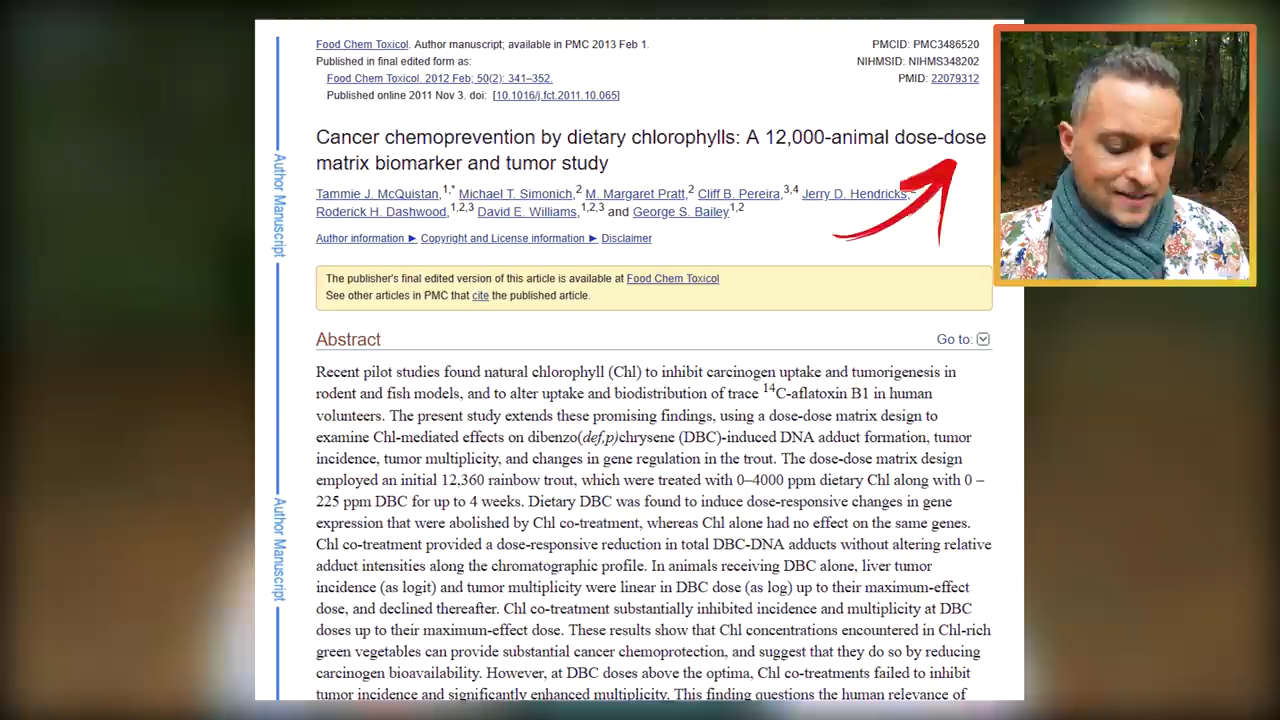 Food Chem Toxicol. Author manuscript; available in PMC 2013 Feb 1.
Published in final edited form as:
Food Chem Toxicol. 2012 Feb; 50(2): 341–352.
Published online 2011 Nov 3. doi: [10.1016/j.fct.2011.10.065]
PMCID: PMC3486520
NIHMSID: NIHMS348202
PMID: 22079312
Cancer chemoprevention by dietary chlorophylls: A 12,000-animal dose-dose
matrix biomarker and tumor study
Tammie J. McQuistan,1,* Michael T. Simonich,2 M. Margaret Pratt,2 Cliff B. Pereira,3,4 Jerry D. Hendricks,
Roderick H. Dashwood,1,2,3 David E. Williams,1,2,3 and George S. Bailey1,2
Author information ► Copyright and License information ► Disclaimer
The publisher's final edited version of this article is available at Food Chem Toxicol
See other articles in PMC that cite the published article.
Abstract
Go to:
Recent pilot studies found natural chlorophyll (Chl) to inhibit carcinogen uptake and tumorigenesis in
rodent and fish models, and to alter uptake and biodistribution of trace 14C-aflatoxin B1 in human
volunteers. The present study extends these promising findings, using a dose-dose matrix design to
examine Chl-mediated effects on dibenzo(def,p)chrysene (DBC)-induced DNA adduct formation, tumor
incidence, tumor multiplicity, and changes in gene regulation in the trout. The dose-dose matrix design
employed an initial 12,360 rainbow trout, which were treated with 0–4000 ppm dietary Chl along with 0 –
225 ppm DBC for up to 4 weeks. Dietary DBC was found to induce dose-responsive changes in gene
expression that were abolished by Chl co-treatment, whereas Chl alone had no effect on the same genes.
Chl co-treatment provided a dose-responsive reduction in total DBC-DNA adducts without altering relative
adduct intensities along the chromatographic profile. In animals receiving DBC alone, liver tumor
incidence (as logit) and tumor multiplicity were linear in DBC dose (as log) up to their maximum-effect
dose, and declined thereafter. Chl co-treatment substantially inhibited incidence and multiplicity at DBC
doses up to their maximum-effect dose. These results show that Chl concentrations encountered in Chl-rich
green vegetables can provide substantial cancer chemoprotection, and suggest that they do so by reducing
carcinogen bioavailability. However, at DBC doses above the optima, Chl co-treatments failed to inhibit
tumor incidence and significantly enhanced multiplicity. This finding questions the human relevance of
Author Manuscript
Author Manuscript